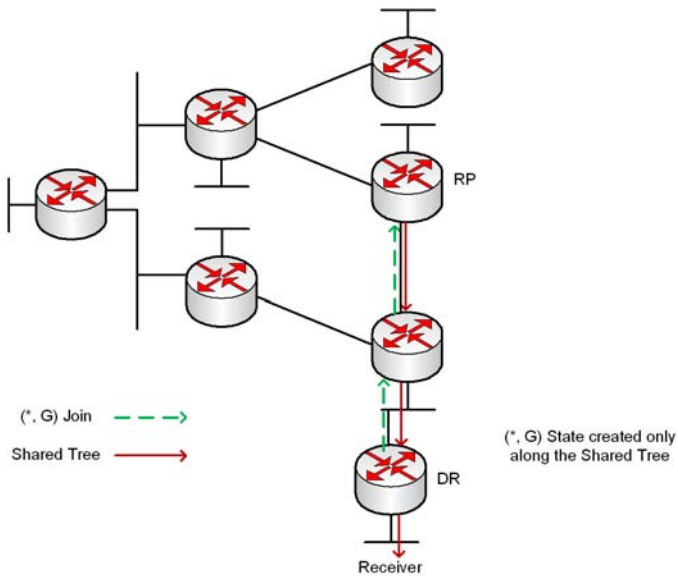 RP
(*, G) Join
Shared Tree
(*, G) State created only
along the Shared Tree
DR
Receiver